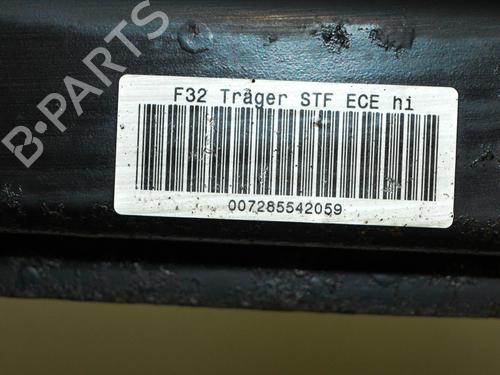 B-PARTS
F32 Träger STF ECE hi
007285542059